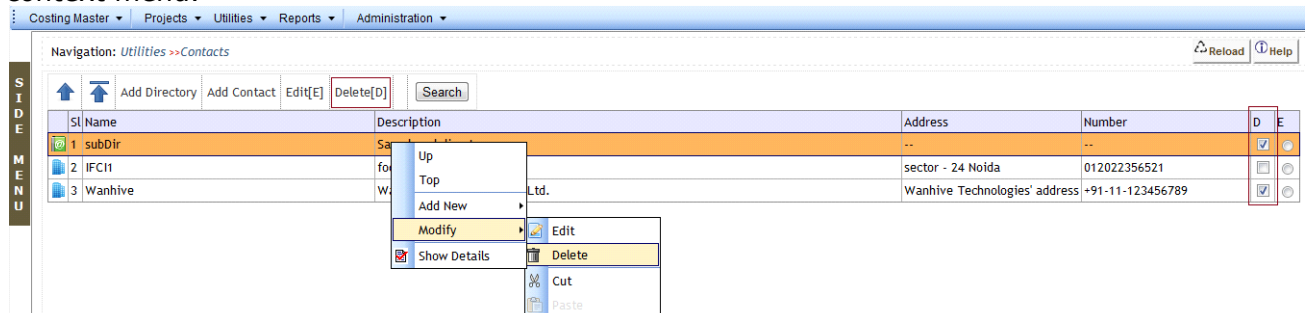 Costing Master Projects Utilities Reports Administration
Navigation: Utilities >>Contacts Reload Help
SIDE MENU
Add Directory Add Contact Edit[E] Delete[D] Search
Sl Name Description Address Number D E
1 subDir -- --
2 IFCI1 sector - 24 Noida 012022356521
3 Wanhive Ltd. Wanhive Technologies' address +91-11-123456789
Up
Top
Add New
Modify
Show Details
Edit
Delete
Cut
Paste